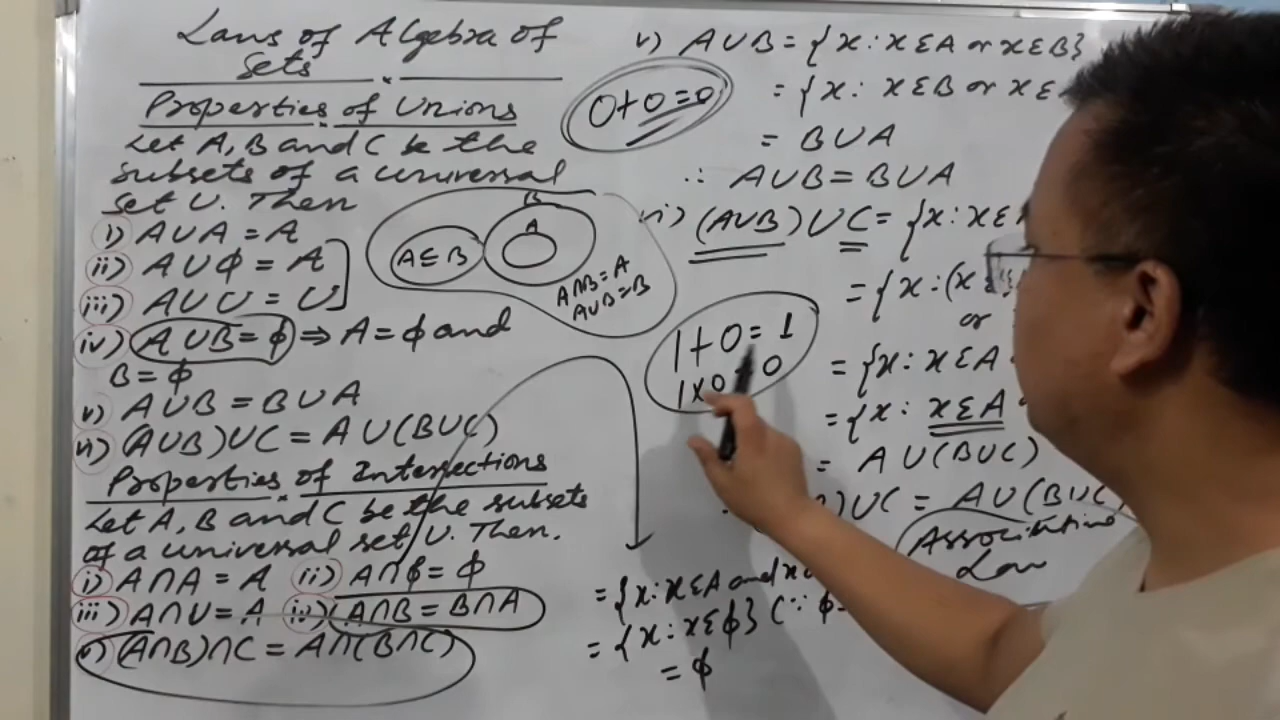 Laws of Algebra of
Sets
Properties of Unions
Let A, B and C be the
subsets of a universal
set U. Then
i) A∪A = A
ii) A∪ϕ = A
iii) A∪U = U
iv) A∪B = ϕ ⇒ A = ϕ and
B = ϕ
v) A∪B = B∪A
vi) (A∪B)∪C = A∪(B∪C)
Properties of Intersections
Let A, B and C be the subsets
of a universal set U. Then.
i) A∩A = A ii) A∩ϕ = ϕ
iii) A∩U = A iv) A∩B = B∩A
v) (A∩B)∩C = A∩(B∩C)
A⊆B
B
A
A∩B = A
A∪B = B
0+0=0
1+0=1
1×0 0
v) A∪B = {x : x∈A or x∈B}
= {x : x∈B or x∈A
= B∪A
∴ A∪B = B∪A
vi) (A∪B)∪C = {x : x∈
= {x : (x
or
= {x : x∈A
= {x : x∈A
= A∪(B∪C)
)∪C = A∪(B∪C)
Associative
Law
= {x : x∈A and x
= {x : x∈ϕ} (∵ ϕ
= ϕ